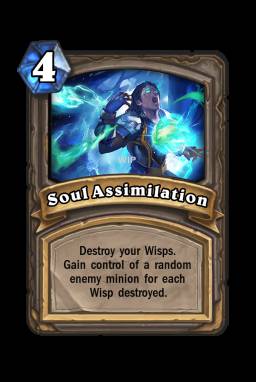 4
WIP
Soul Assimilation
Destroy your Wisps.
Gain control of a random
enemy minion for each
Wisp destroyed.